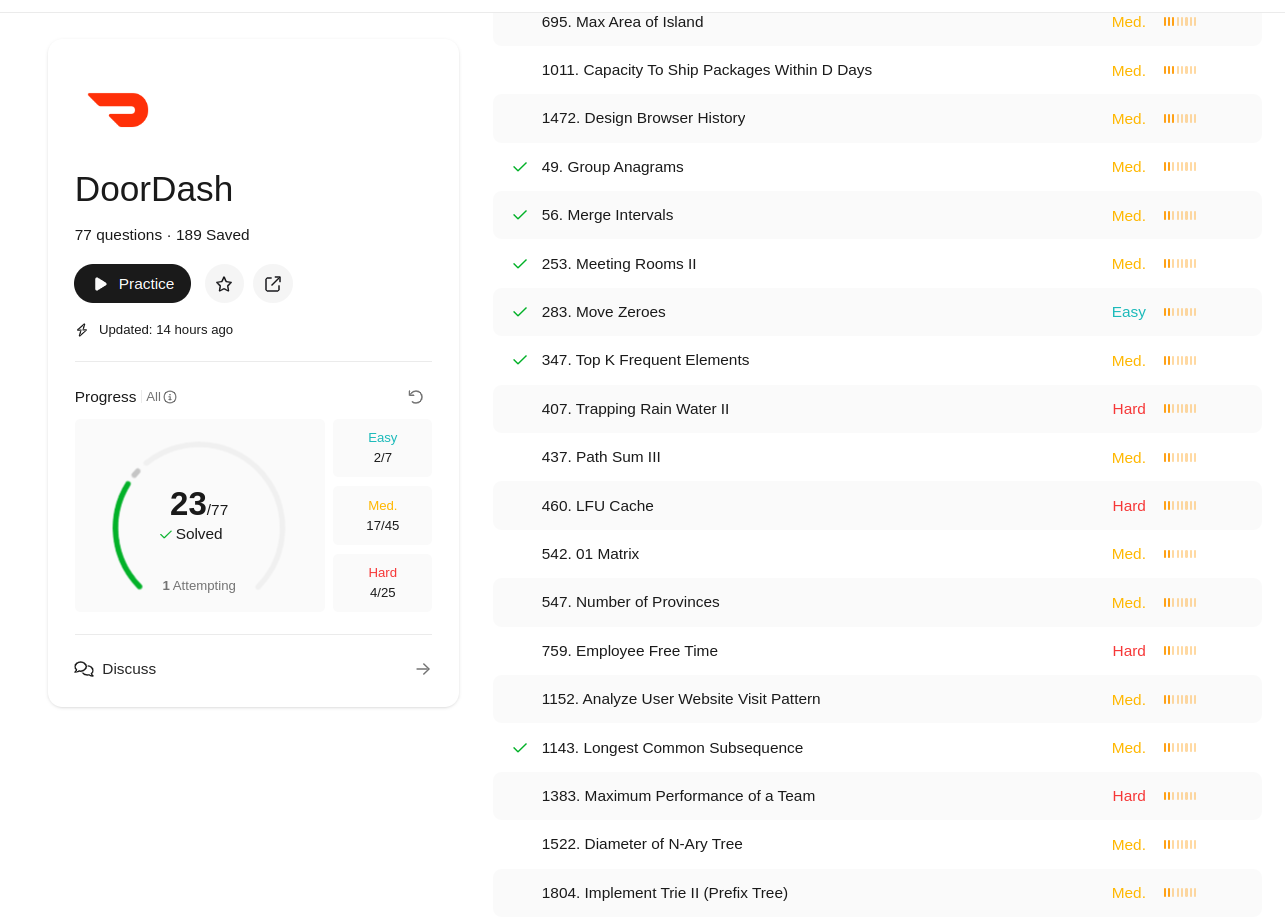 DoorDash
77 questions · 189 Saved
Practice
Updated: 14 hours ago
Progress All
23/77
Solved
1 Attempting
Easy
2/7
Med.
17/45
Hard
4/25
Discuss
695. Max Area of Island Med.
1011. Capacity To Ship Packages Within D Days Med.
1472. Design Browser History Med.
49. Group Anagrams Med.
56. Merge Intervals Med.
253. Meeting Rooms II Med.
283. Move Zeroes Easy
347. Top K Frequent Elements Med.
407. Trapping Rain Water II Hard
437. Path Sum III Med.
460. LFU Cache Hard
542. 01 Matrix Med.
547. Number of Provinces Med.
759. Employee Free Time Hard
1152. Analyze User Website Visit Pattern Med.
1143. Longest Common Subsequence Med.
1383. Maximum Performance of a Team Hard
1522. Diameter of N-Ary Tree Med.
1804. Implement Trie II (Prefix Tree) Med.